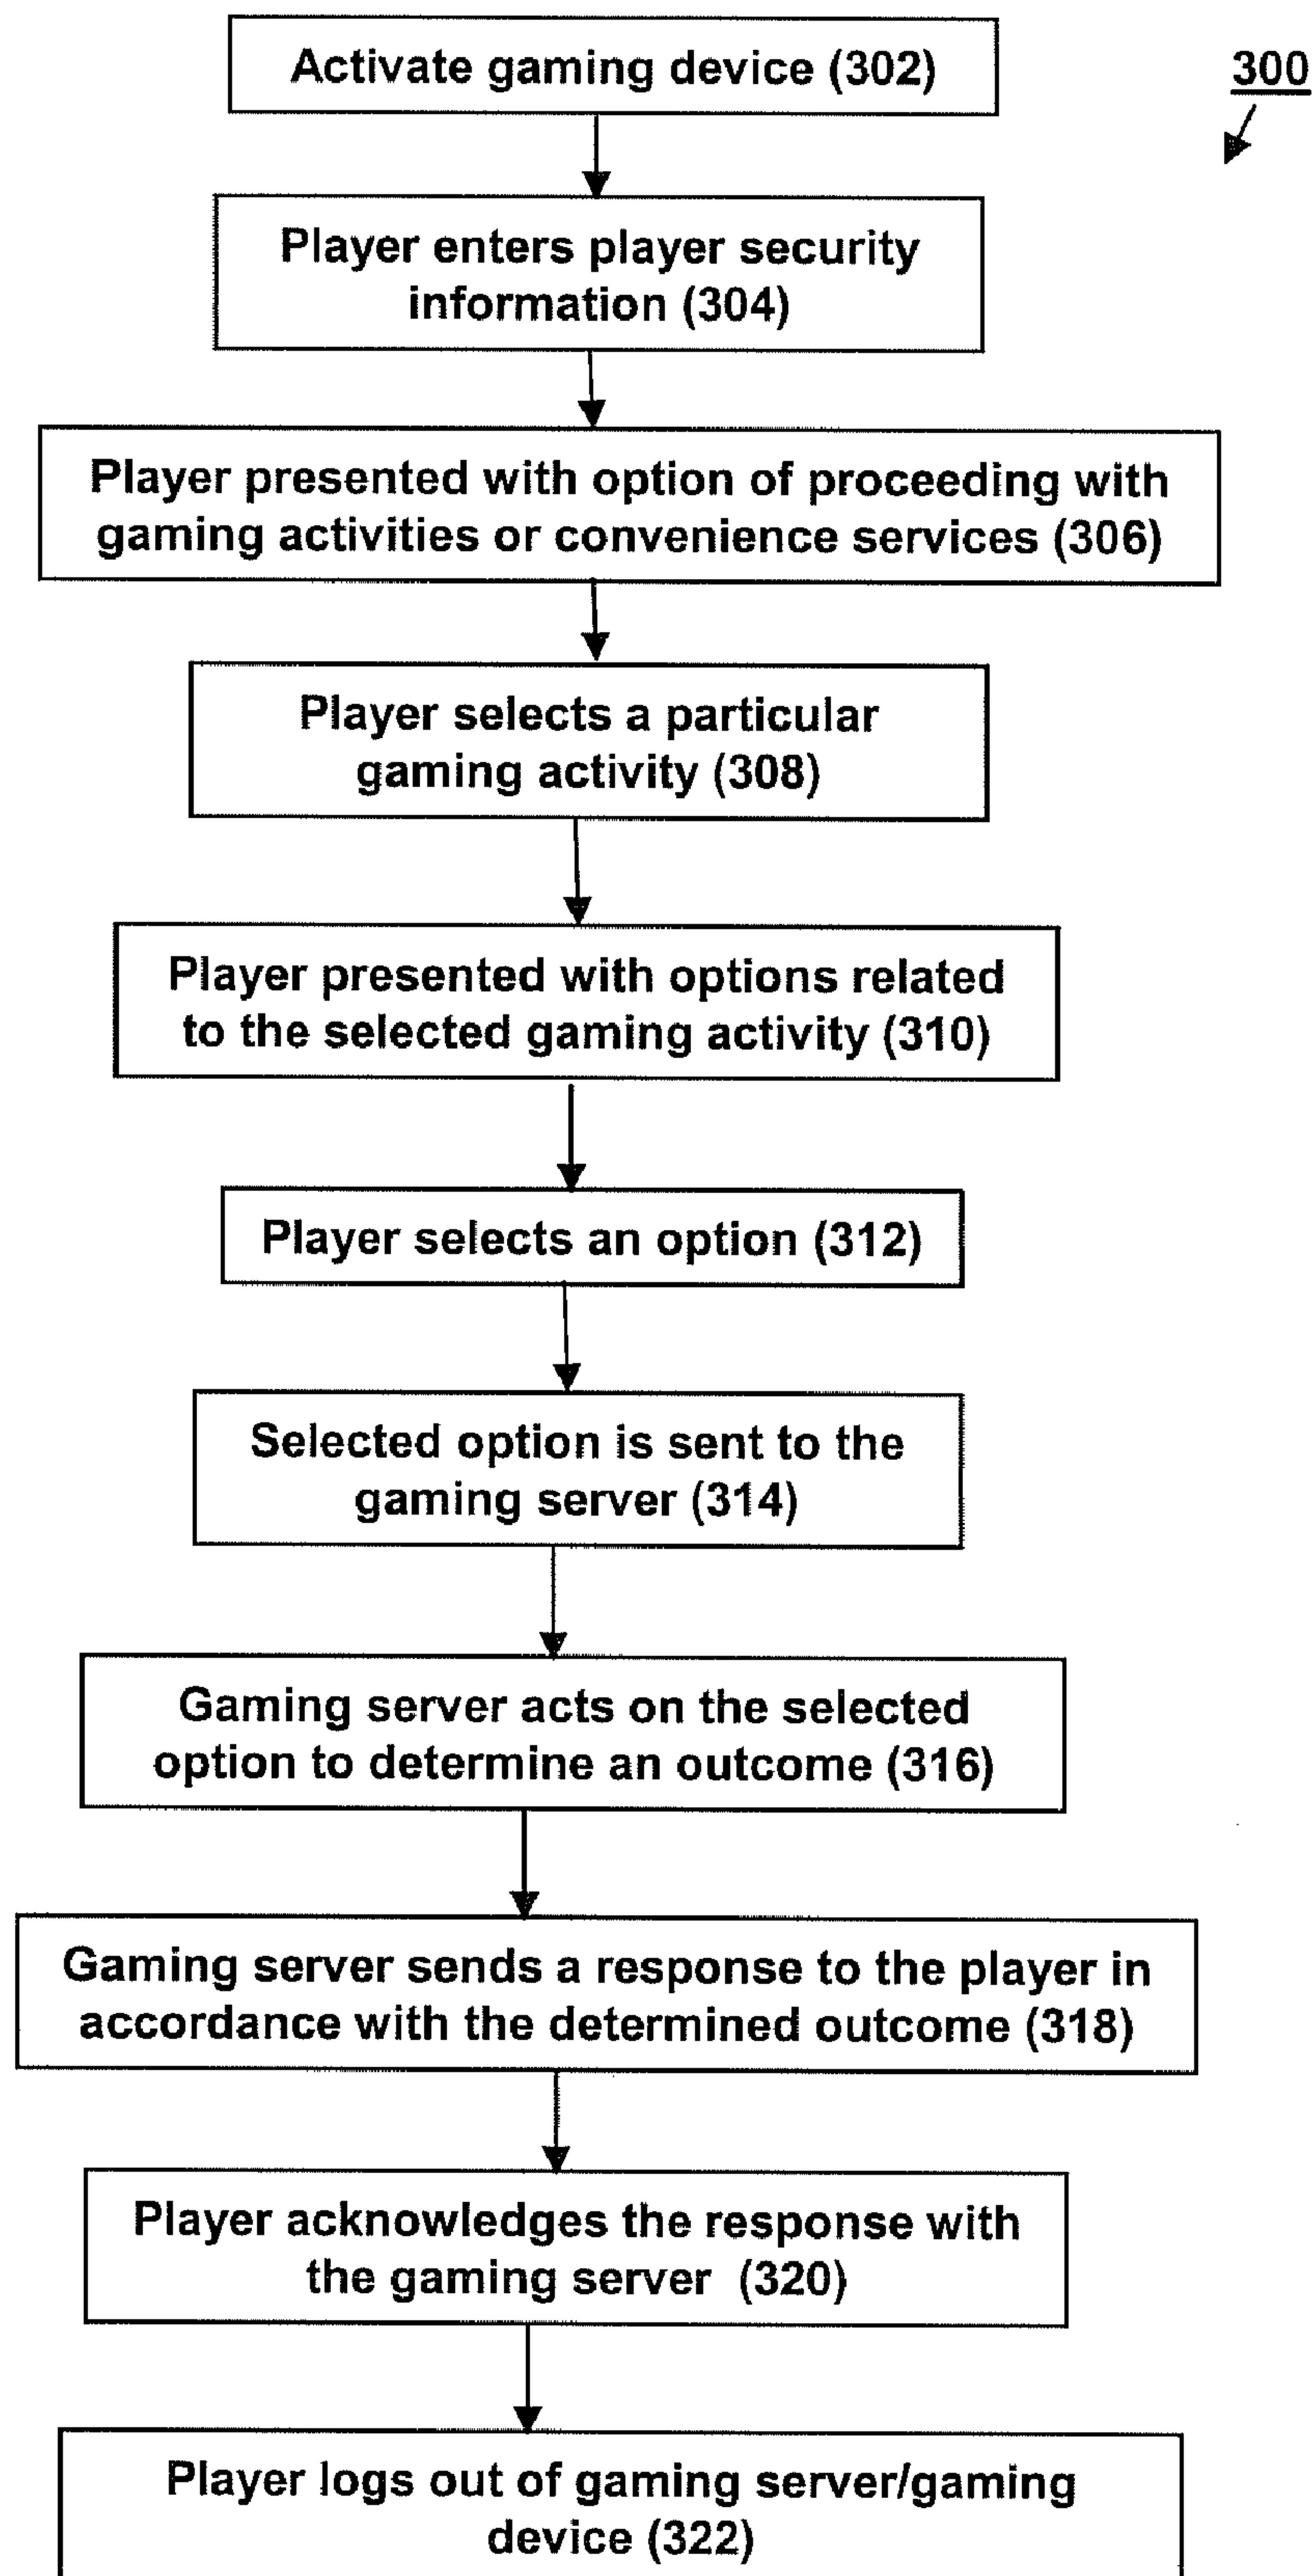 Activate gaming device (302)
300
Player enters player security
information (304)
Player presented with option of proceeding with
gaming activities or convenience services (306)
Player selects a particular
gaming activity (308)
Player presented with options related
to the selected gaming activity (310)
Player selects an option (312)
Selected option is sent to the
gaming server (314)
Gaming server acts on the selected
option to determine an outcome (316)
Gaming server sends a response to the player in
accordance with the determined outcome (318)
Player acknowledges the response with
the gaming server (320)
Player logs out of gaming server/gaming
device (322)